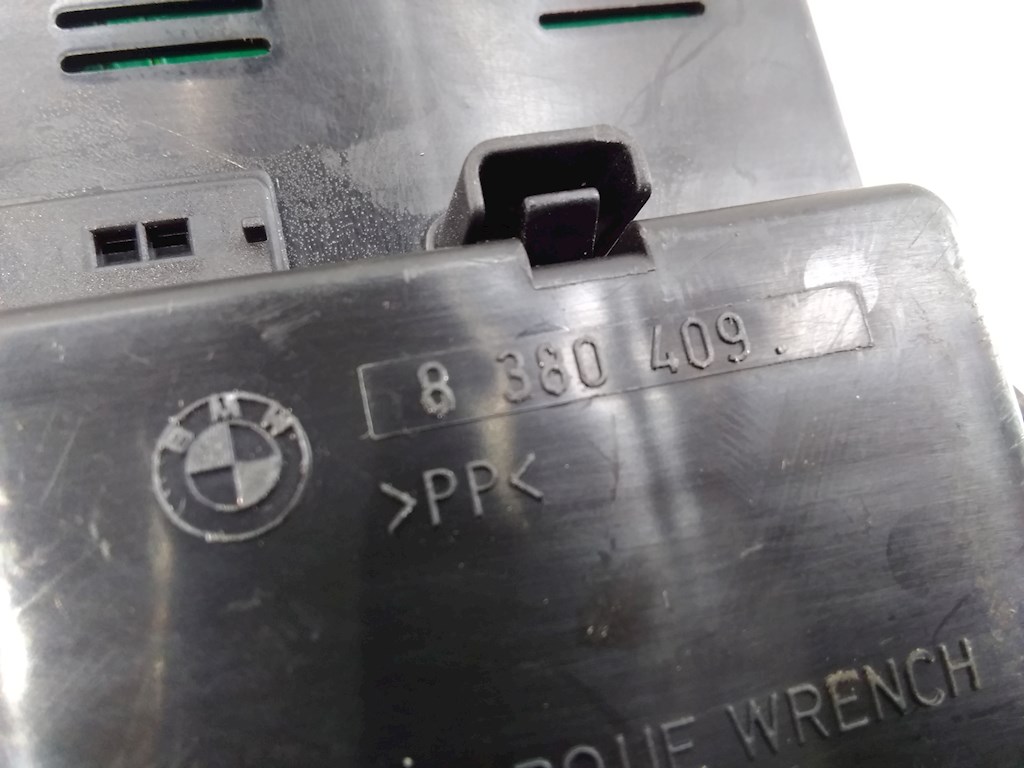 BMW
8 380 409.
>PP<
WRENCH